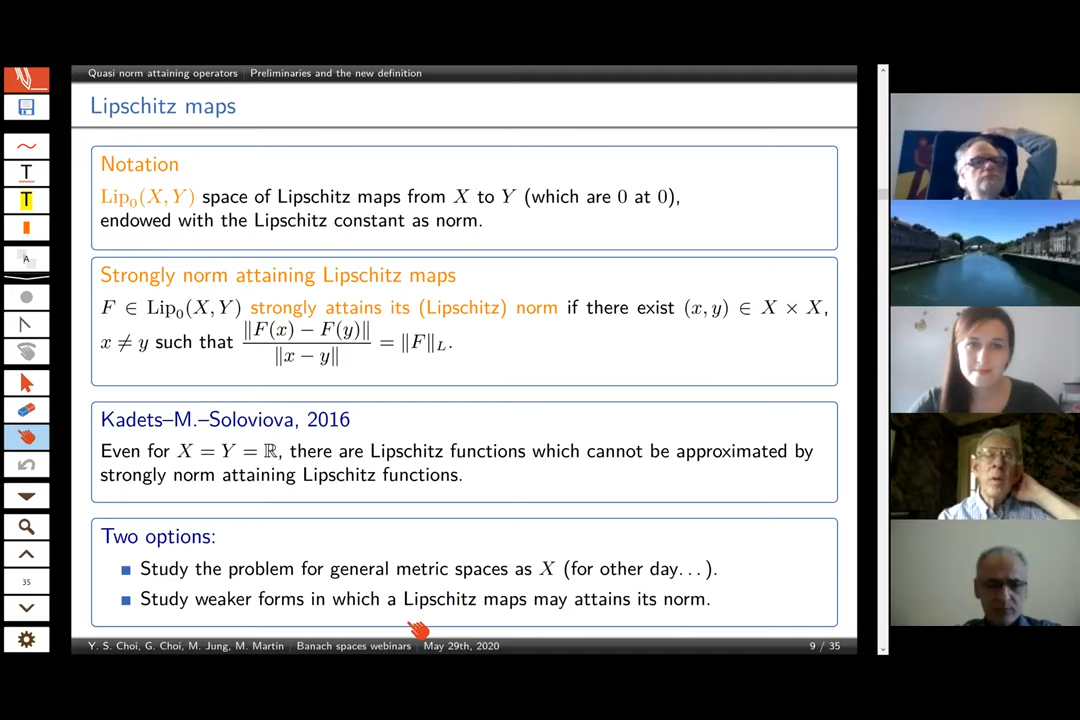 Quasi norm attaining operators | Preliminaries and the new definition
Lipschitz maps
Notation
Lip₀(X, Y) space of Lipschitz maps from X to Y (which are 0 at 0),
endowed with the Lipschitz constant as norm.
Strongly norm attaining Lipschitz maps
F ∈ Lip₀(X, Y) strongly attains its (Lipschitz) norm if there exist (x, y) ∈ X × X,
x ≠ y such that ‖F(x) − F(y)‖ / ‖x − y‖ = ‖F‖_L.
Kadets–M.–Soloviova, 2016
Even for X = Y = ℝ, there are Lipschitz functions which cannot be approximated by
strongly norm attaining Lipschitz functions.
Two options:
Study the problem for general metric spaces as X (for other day. . . ).
Study weaker forms in which a Lipschitz maps may attains its norm.
Y. S. Choi, G. Choi, M. Jung, M. Martin | Banach spaces webinars | May 29th, 2020 9 / 35
T
T
A
35